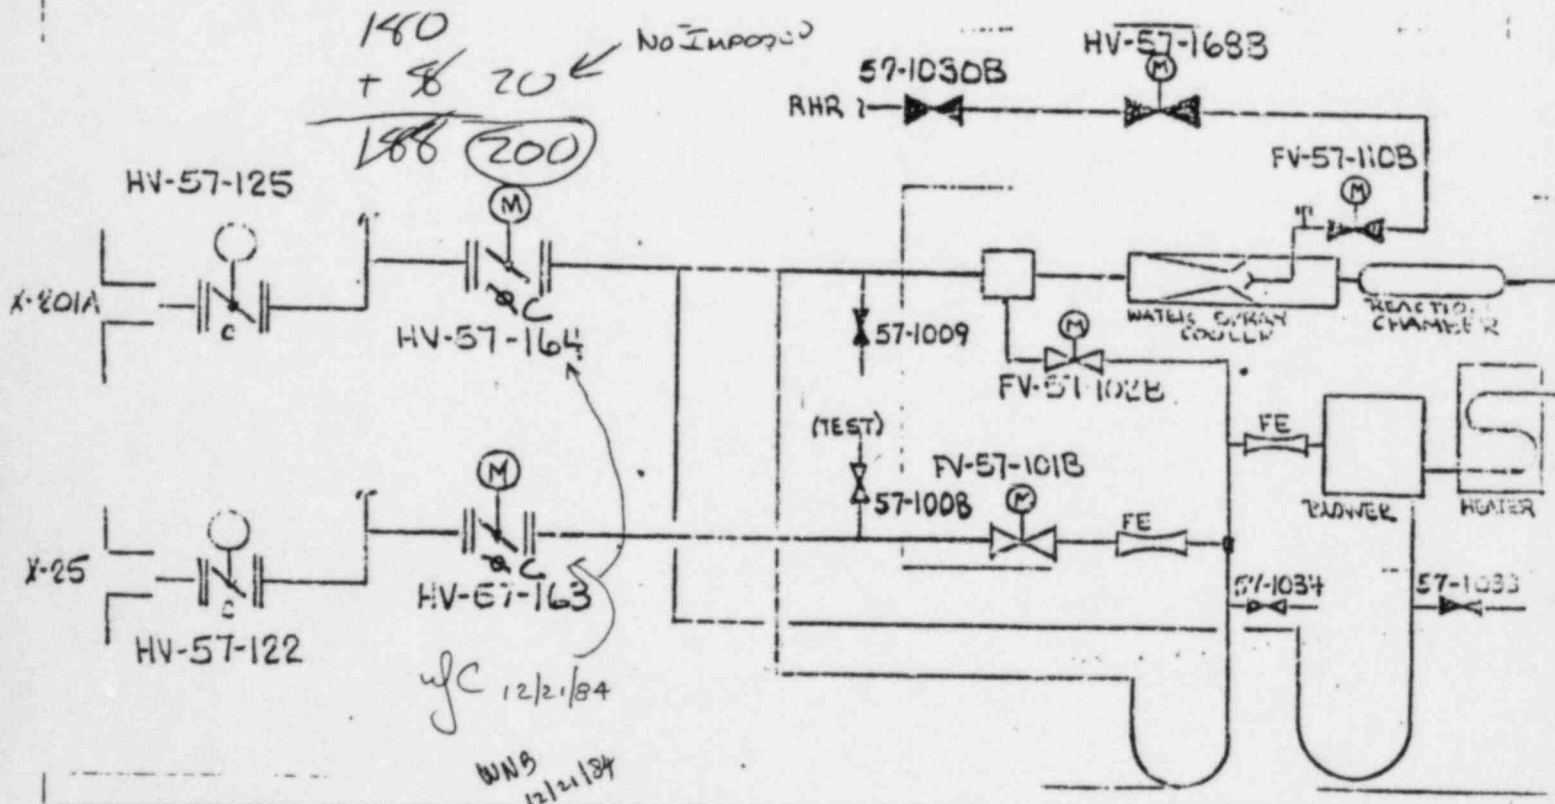 180
+ 8 20
No Imposed
188 200
HV-57-1683
57-1030B
RHR
M
FV-57-110B
M
HV-57-125
M
X-201A
C
C
HV-57-164
57-1009
M
WATER SPRAY
COOLER
REACTION
CHAMBER
FV-57-102B
(TEST)
FE
M
FV-57-101B
M
57-1008
FE
BLOWER
HEATER
X-25
C
C
HV-57-163
57-1034
57-1033
HV-57-122
12/21/84
WNB
12/21/84